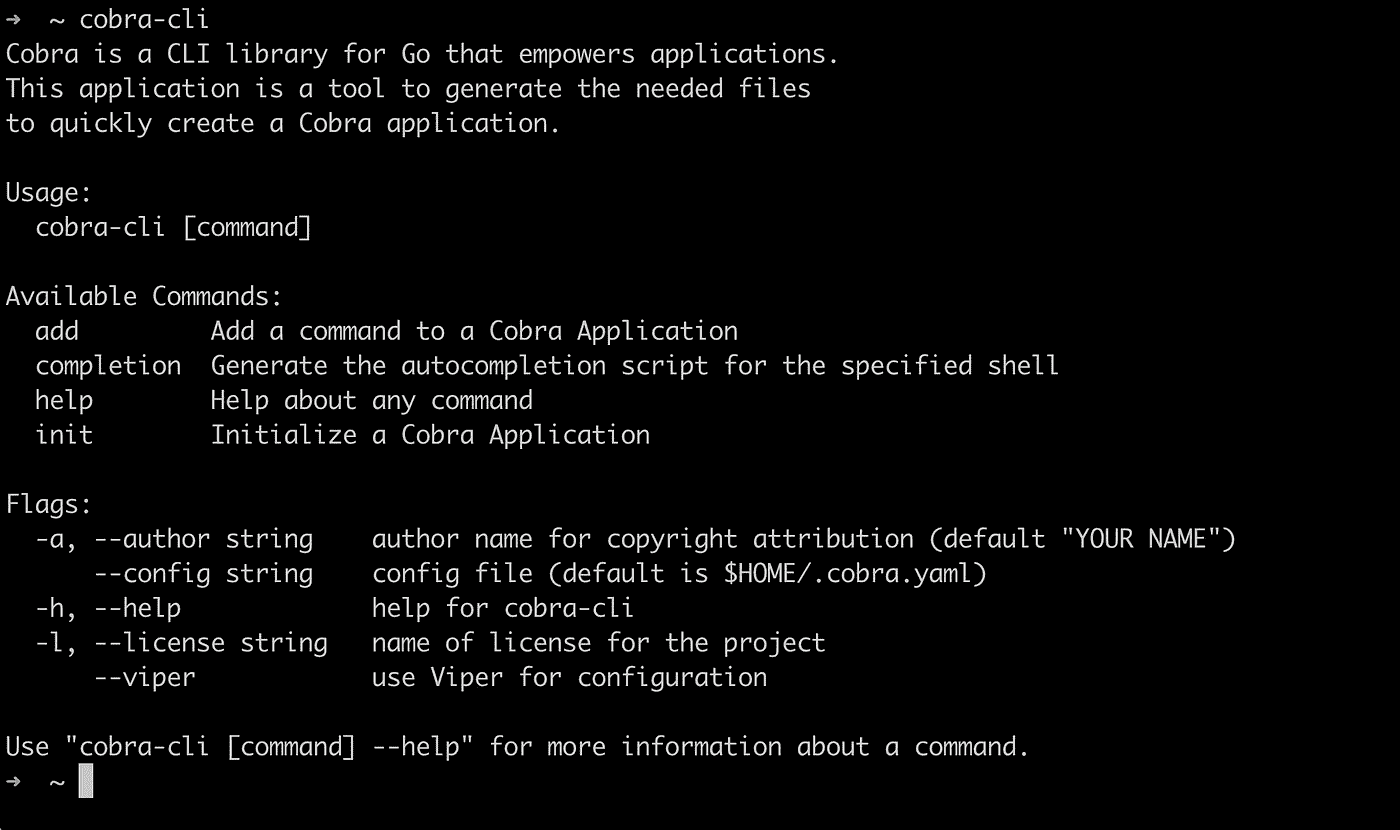 ➜  ~ cobra-cli
Cobra is a CLI library for Go that empowers applications.
This application is a tool to generate the needed files
to quickly create a Cobra application.

Usage:
  cobra-cli [command]

Available Commands:
  add         Add a command to a Cobra Application
  completion  Generate the autocompletion script for the specified shell
  help        Help about any command
  init        Initialize a Cobra Application

Flags:
  -a, --author string    author name for copyright attribution (default "YOUR NAME")
      --config string    config file (default is $HOME/.cobra.yaml)
  -h, --help             help for cobra-cli
  -l, --license string   name of license for the project
      --viper            use Viper for configuration

Use "cobra-cli [command] --help" for more information about a command.
➜  ~